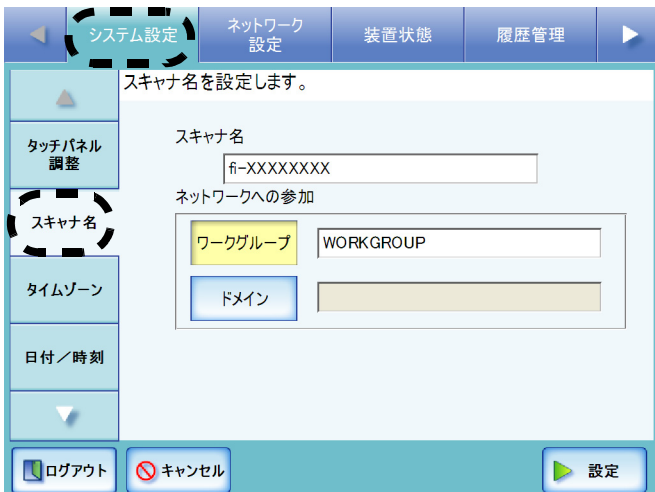 システム設定
ネットワーク
設定
装置状態
履歴管理
スキャナ名を設定します。
タッチパネル
調整
スキャナ名
タイムゾーン
日付／時刻
スキャナ名
fi-XXXXXXXX
ネットワークへの参加
ワークグループ
WORKGROUP
ドメイン
ログアウト
キャンセル
設定